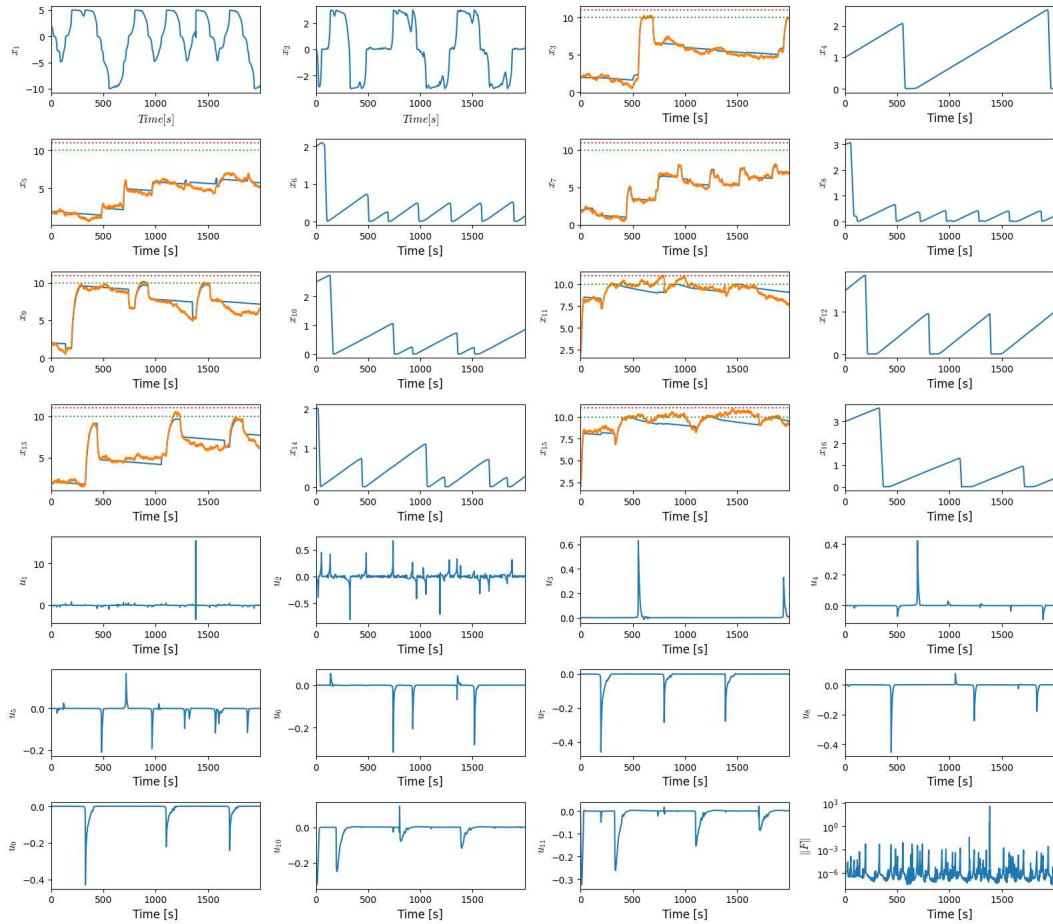 x₁
5
0
−5
−10
0 500 1000 1500
Time[s]
x₂
2
0
−2
0 500 1000 1500
Time[s]
x₃
10
5
0
0 500 1000 1500
Time [s]
x₄
2
1
0
0 500 1000 1500
Time [s]
x₅
10
5
0 500 1000 1500
Time [s]
x₆
2
1
0
0 500 1000 1500
Time [s]
x₇
10
5
0 500 1000 1500
Time [s]
x₈
3
2
1
0
0 500 1000 1500
Time [s]
x₉
10
5
0
0 500 1000 1500
Time [s]
x₁₀
2
1
0
0 500 1000 1500
Time [s]
x₁₁
10.0
7.5
5.0
2.5
0 500 1000 1500
Time [s]
x₁₂
1
0
0 500 1000 1500
Time [s]
x₁₃
10
5
0 500 1000 1500
Time [s]
x₁₄
2
1
0
0 500 1000 1500
Time [s]
x₁₅
10.0
7.5
5.0
2.5
0 500 1000 1500
Time [s]
x₁₆
3
2
1
0
0 500 1000 1500
Time [s]
u₁
10
0
0 500 1000 1500
Time [s]
u₂
0.5
0.0
−0.5
0 500 1000 1500
Time [s]
u₃
0.6
0.4
0.2
0.0
0 500 1000 1500
Time [s]
u₄
0.4
0.2
0.0
0 500 1000 1500
Time [s]
u₅
0.0
−0.2
0 500 1000 1500
Time [s]
u₆
0.0
−0.2
0 500 1000 1500
Time [s]
u₇
0.0
−0.2
−0.4
0 500 1000 1500
Time [s]
u₈
0.0
−0.2
−0.4
0 500 1000 1500
Time [s]
u₉
0.0
−0.2
−0.4
0 500 1000 1500
Time [s]
u₁₀
0.0
−0.2
0 500 1000 1500
Time [s]
u₁₁
0.0
−0.1
−0.2
−0.3
0 500 1000 1500
Time [s]
||F||
10³
10⁰
10⁻³
10⁻⁶
0 500 1000 1500
Time [s]